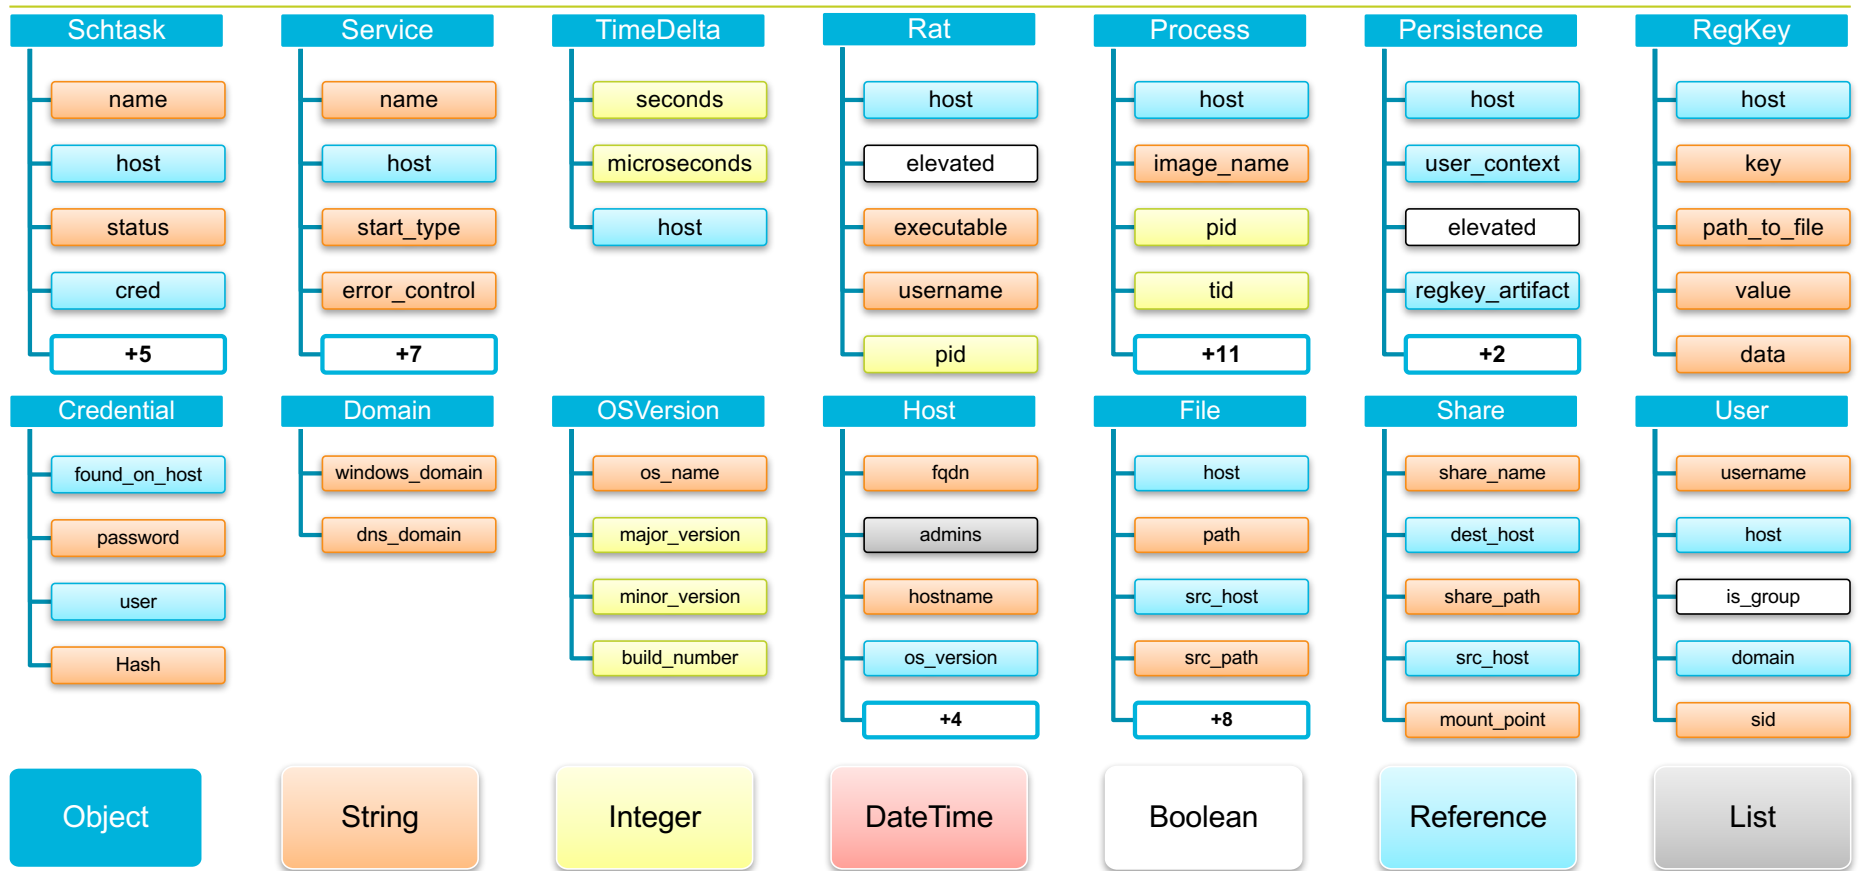 Schtask
name
host
status
cred
+5
Service
name
host
start_type
error_control
+7
TimeDelta
seconds
microseconds
host
Rat
host
elevated
executable
username
pid
Process
host
image_name
pid
tid
+11
Persistence
host
user_context
elevated
regkey_artifact
+2
RegKey
host
key
path_to_file
value
data
Credential
found_on_host
password
user
Hash
Domain
windows_domain
dns_domain
OSVersion
os_name
major_version
minor_version
build_number
Host
fqdn
admins
hostname
os_version
+4
File
host
path
src_host
src_path
+8
Share
share_name
dest_host
share_path
src_host
mount_point
User
username
host
is_group
domain
sid
Object
String
Integer
DateTime
Boolean
Reference
List